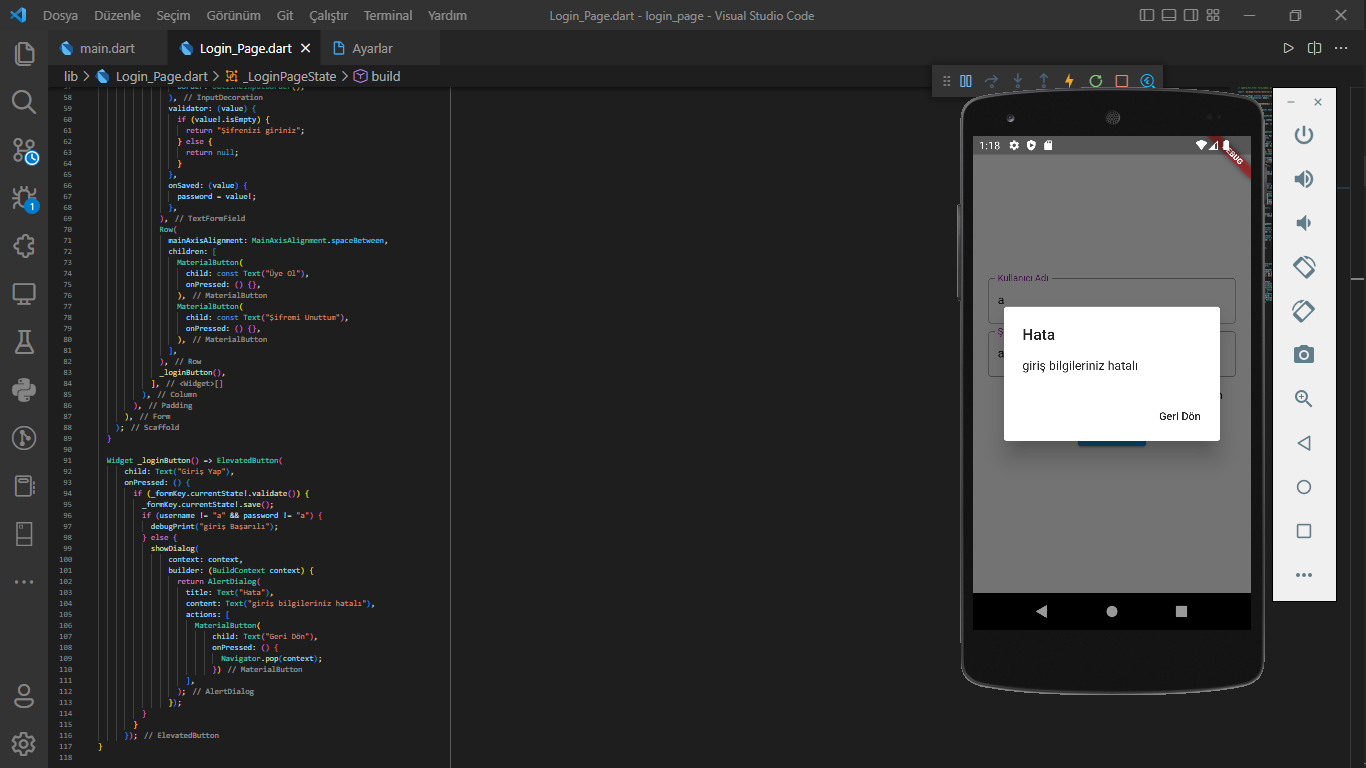 Dosya Düzenle Seçim Görünüm Git Çalıştır Terminal Yardım Login_Page.dart - login_page - Visual Studio Code
main.dart Login_Page.dart Ayarlar
lib > Login_Page.dart > _LoginPageState > build
58 ), // InputDecoration
59 validator: (value) {
60 if (value!.isEmpty) {
61 return "Şifrenizi giriniz";
62 } else {
63 return null;
64 }
65 },
66 onSaved: (value) {
67 password = value!;
68 },
69 ), // TextFormField
70 Row(
71 mainAxisAlignment: MainAxisAlignment.spaceBetween,
72 children: [
73 MaterialButton(
74 child: const Text("Üye Ol"),
75 onPressed: () {},
76 ), // MaterialButton
77 MaterialButton(
78 child: const Text("Şifremi Unuttum"),
79 onPressed: () {},
80 ), // MaterialButton
81 ],
82 ), // Row
83 _loginButton(),
84 ], // <Widget>[]
85 ), // Column
86 ), // Padding
87 ), // Form
88 ); // Scaffold
89 }
90
91 Widget _loginButton() => ElevatedButton(
92 child: Text("Giriş Yap"),
93 onPressed: () {
94 if (_formKey.currentState!.validate()) {
95 _formKey.currentState!.save();
96 if (username != "a" && password != "a") {
97 debugPrint("giriş Başarılı");
98 } else {
99 showDialog(
100 context: context,
101 builder: (BuildContext context) {
102 return AlertDialog(
103 title: Text("Hata"),
104 content: Text("giriş bilgileriniz hatalı"),
105 actions: [
106 MaterialButton(
107 child: Text("Geri Dön"),
108 onPressed: () {
109 Navigator.pop(context);
110 }) // MaterialButton
111 ],
112 ); // AlertDialog
113 });
114 }
115 }
116 }); // ElevatedButton
117 }
118
1
1:18
Kullanıcı Adı
a
Hata
giriş bilgileriniz hatalı
Geri Dön